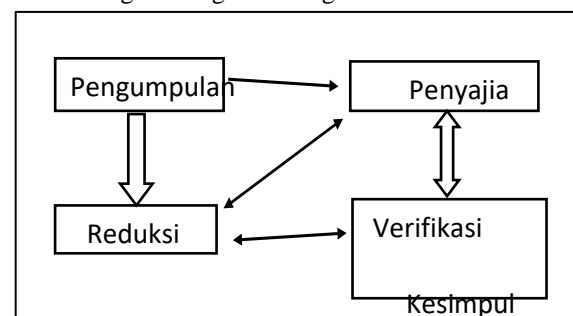 Pengumpulan
Penyajia
Reduksi
Verifikasi
Kesimpul